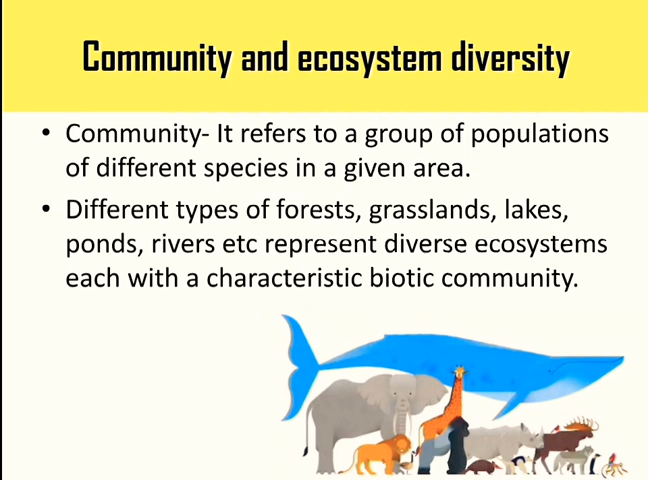 Community and ecosystem diversity
• Community- It refers to a group of populations
of different species in a given area.
• Different types of forests, grasslands, lakes,
ponds, rivers etc represent diverse ecosystems
each with a characteristic biotic community.